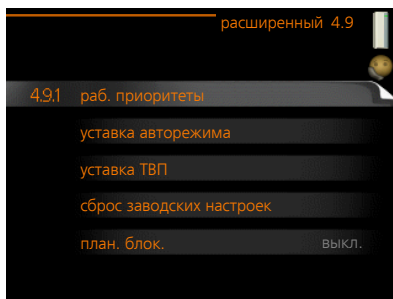 расширенный 4.9
4.9.1 раб. приоритеты
уставка авторежима
уставка ТВП
сброс заводских настроек
план. блок. выкл.